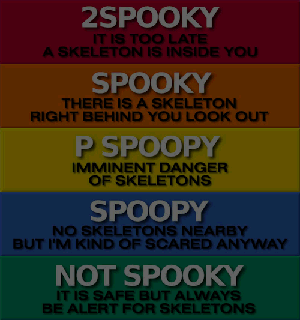 2SPOOKY
IT IS TOO LATE
A SKELETON IS INSIDE YOU
SPOOKY
THERE IS A SKELETON
RIGHT BEHIND YOU LOOK OUT
P SPOOPY
IMMINENT DANGER
OF SKELETONS
SPOOPY
NO SKELETONS NEARBY
BUT I'M KIND OF SCARED ANYWAY
NOT SPOOKY
IT IS SAFE BUT ALWAYS
BE ALERT FOR SKELETONS